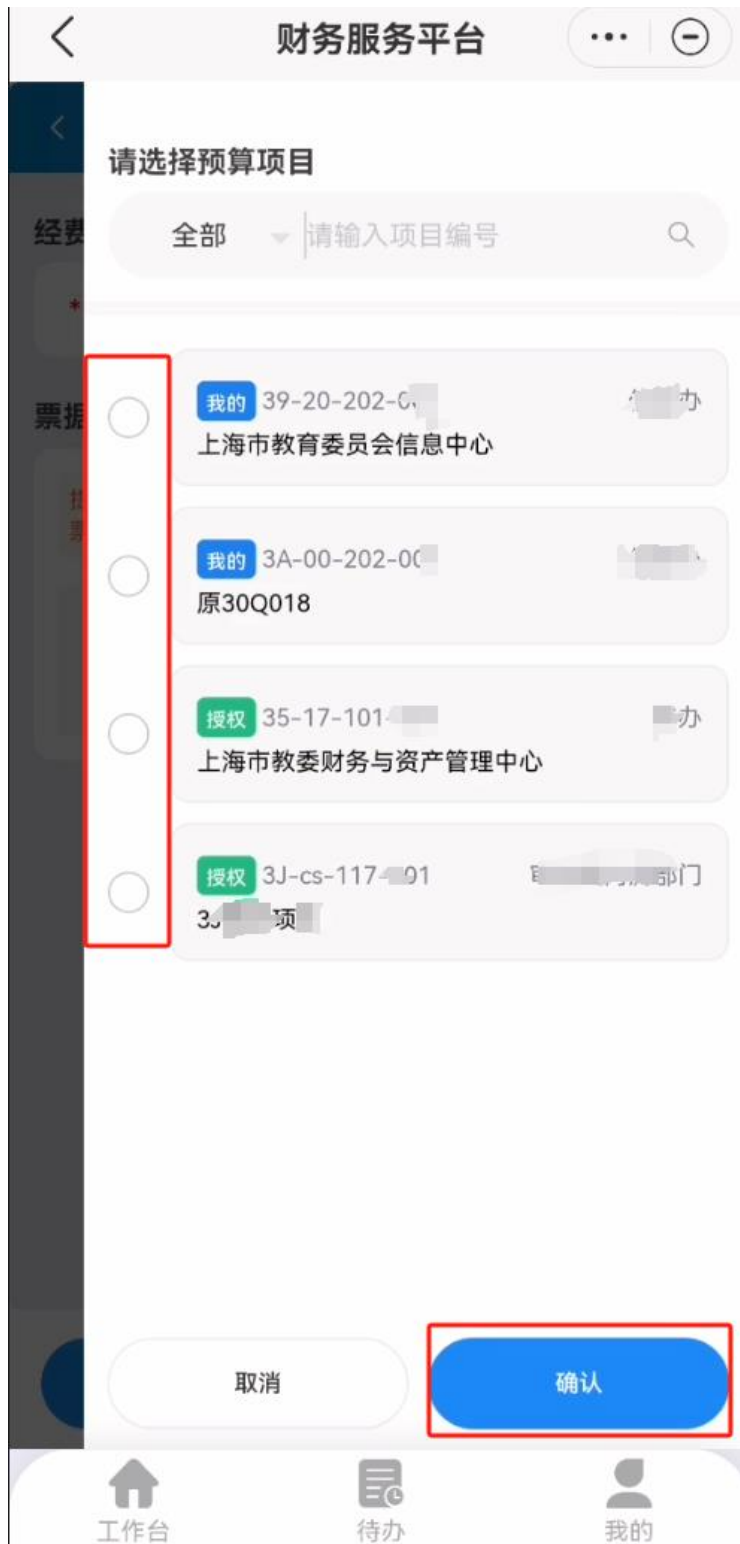 财务服务平台
请选择预算项目
经费
全部 请输入项目编号
*
我的 39-20-202-0 办
上海市教育委员会信息中心
票据
我的 3A-00-202-00
原30Q018
授权 35-17-101- 办
上海市教委财务与资产管理中心
授权 3J-cs-117- 01 部门
项
取消
确认
工作台
待办
我的